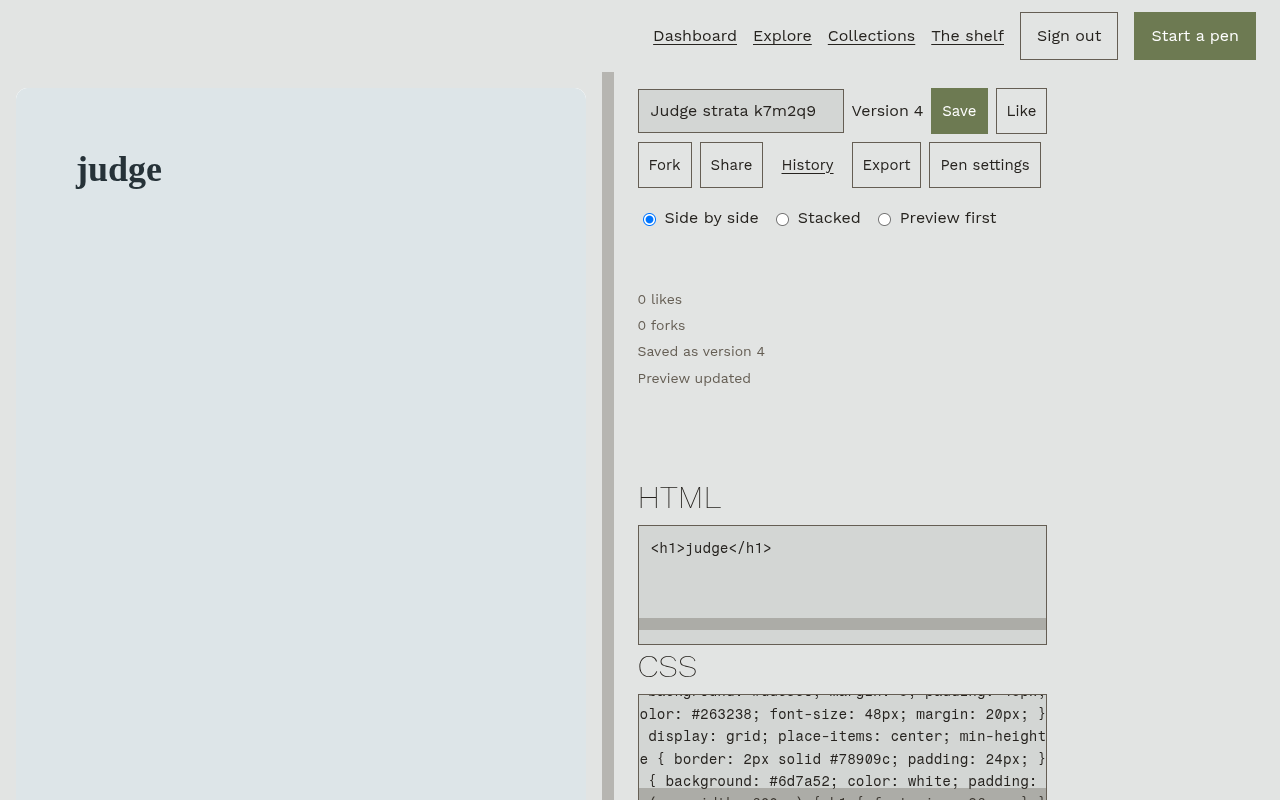 Dashboard Explore Collections The shelf Sign out Start a pen
judge
Judge strata k7m2q9 Version 4 Save Like
Fork Share History Export Pen settings
Side by side Stacked Preview first
0 likes
0 forks
Saved as version 4
Preview updated
HTML
<h1>judge</h1>
CSS
olor: #263238; font-size: 48px; margin: 20px; }
display: grid; place-items: center; min-height
e { border: 2px solid #78909c; padding: 24px; }
{ background: #6d7a52; color: white; padding: